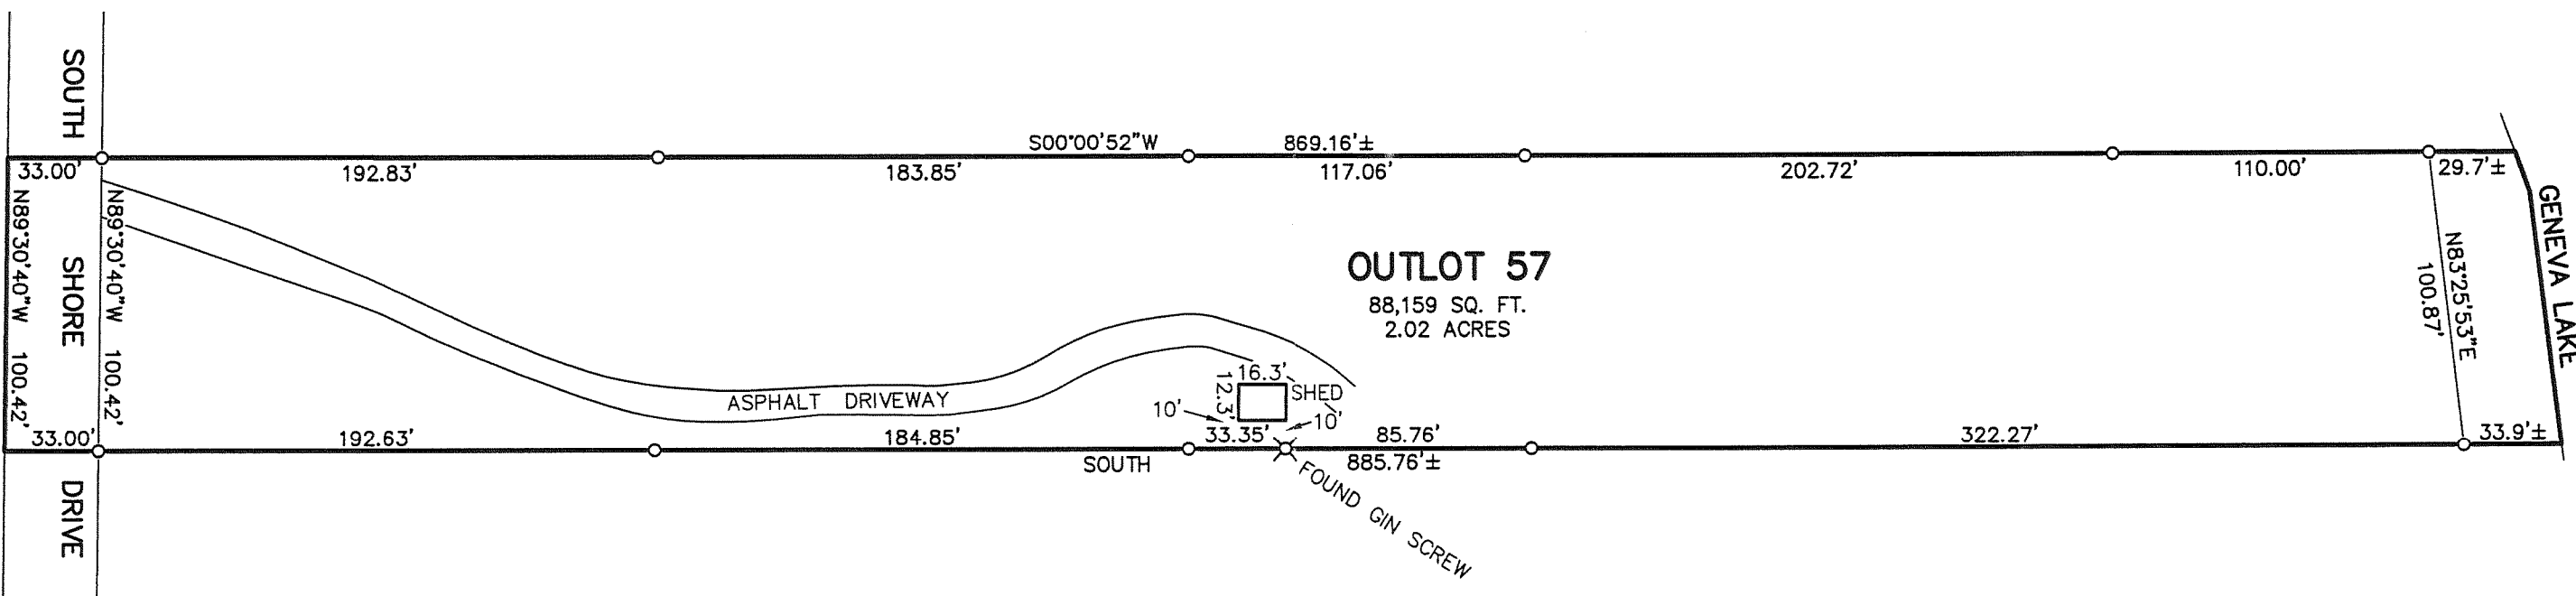 SOUTH
SHORE
DRIVE
S00°00'52"W
869.16'±
33.00'
192.83'
183.85'
117.06'
202.72'
110.00'
29.7'±
N89°30'40"W 100.42'
N89°30'40"W 100.42'
OUTLOT 57
88,159 SQ. FT.
2.02 ACRES
N83°25'53"E
100.87'
GENEVA LAKE
ASPHALT DRIVEWAY
16.3'
12.3'
SHED
10'
10'
33.00'
192.63'
184.85'
33.35'
85.76'
322.27'
33.9'±
SOUTH
885.76'±
FOUND GIN SCREW